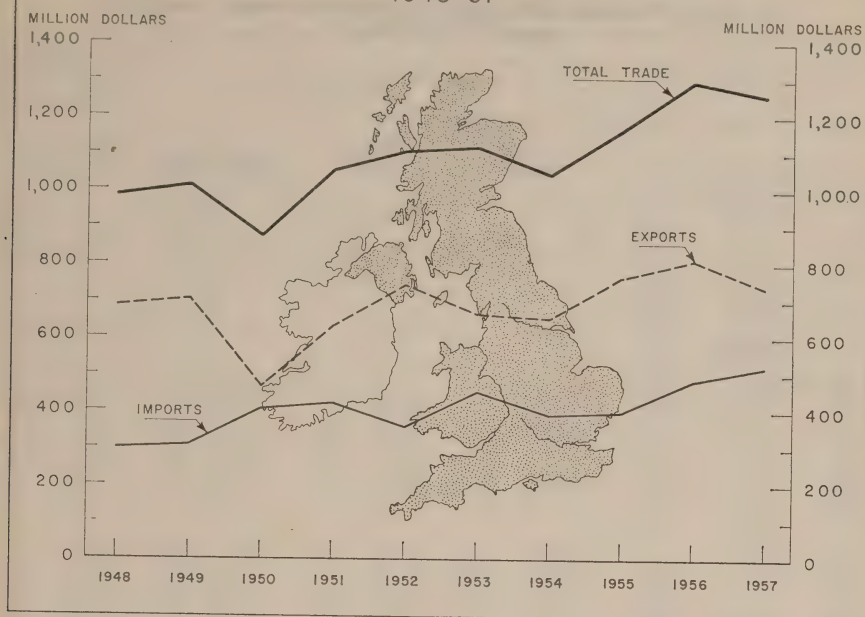 MILLION DOLLARS MILLION DOLLARS
1,400 1,400
TOTAL TRADE
1,200 1,200
1,000 1,000
EXPORTS
800 800
600 600
IMPORTS
400 400
200 200
0 0
1948 1949 1950 1951 1952 1953 1954 1955 1956 1957